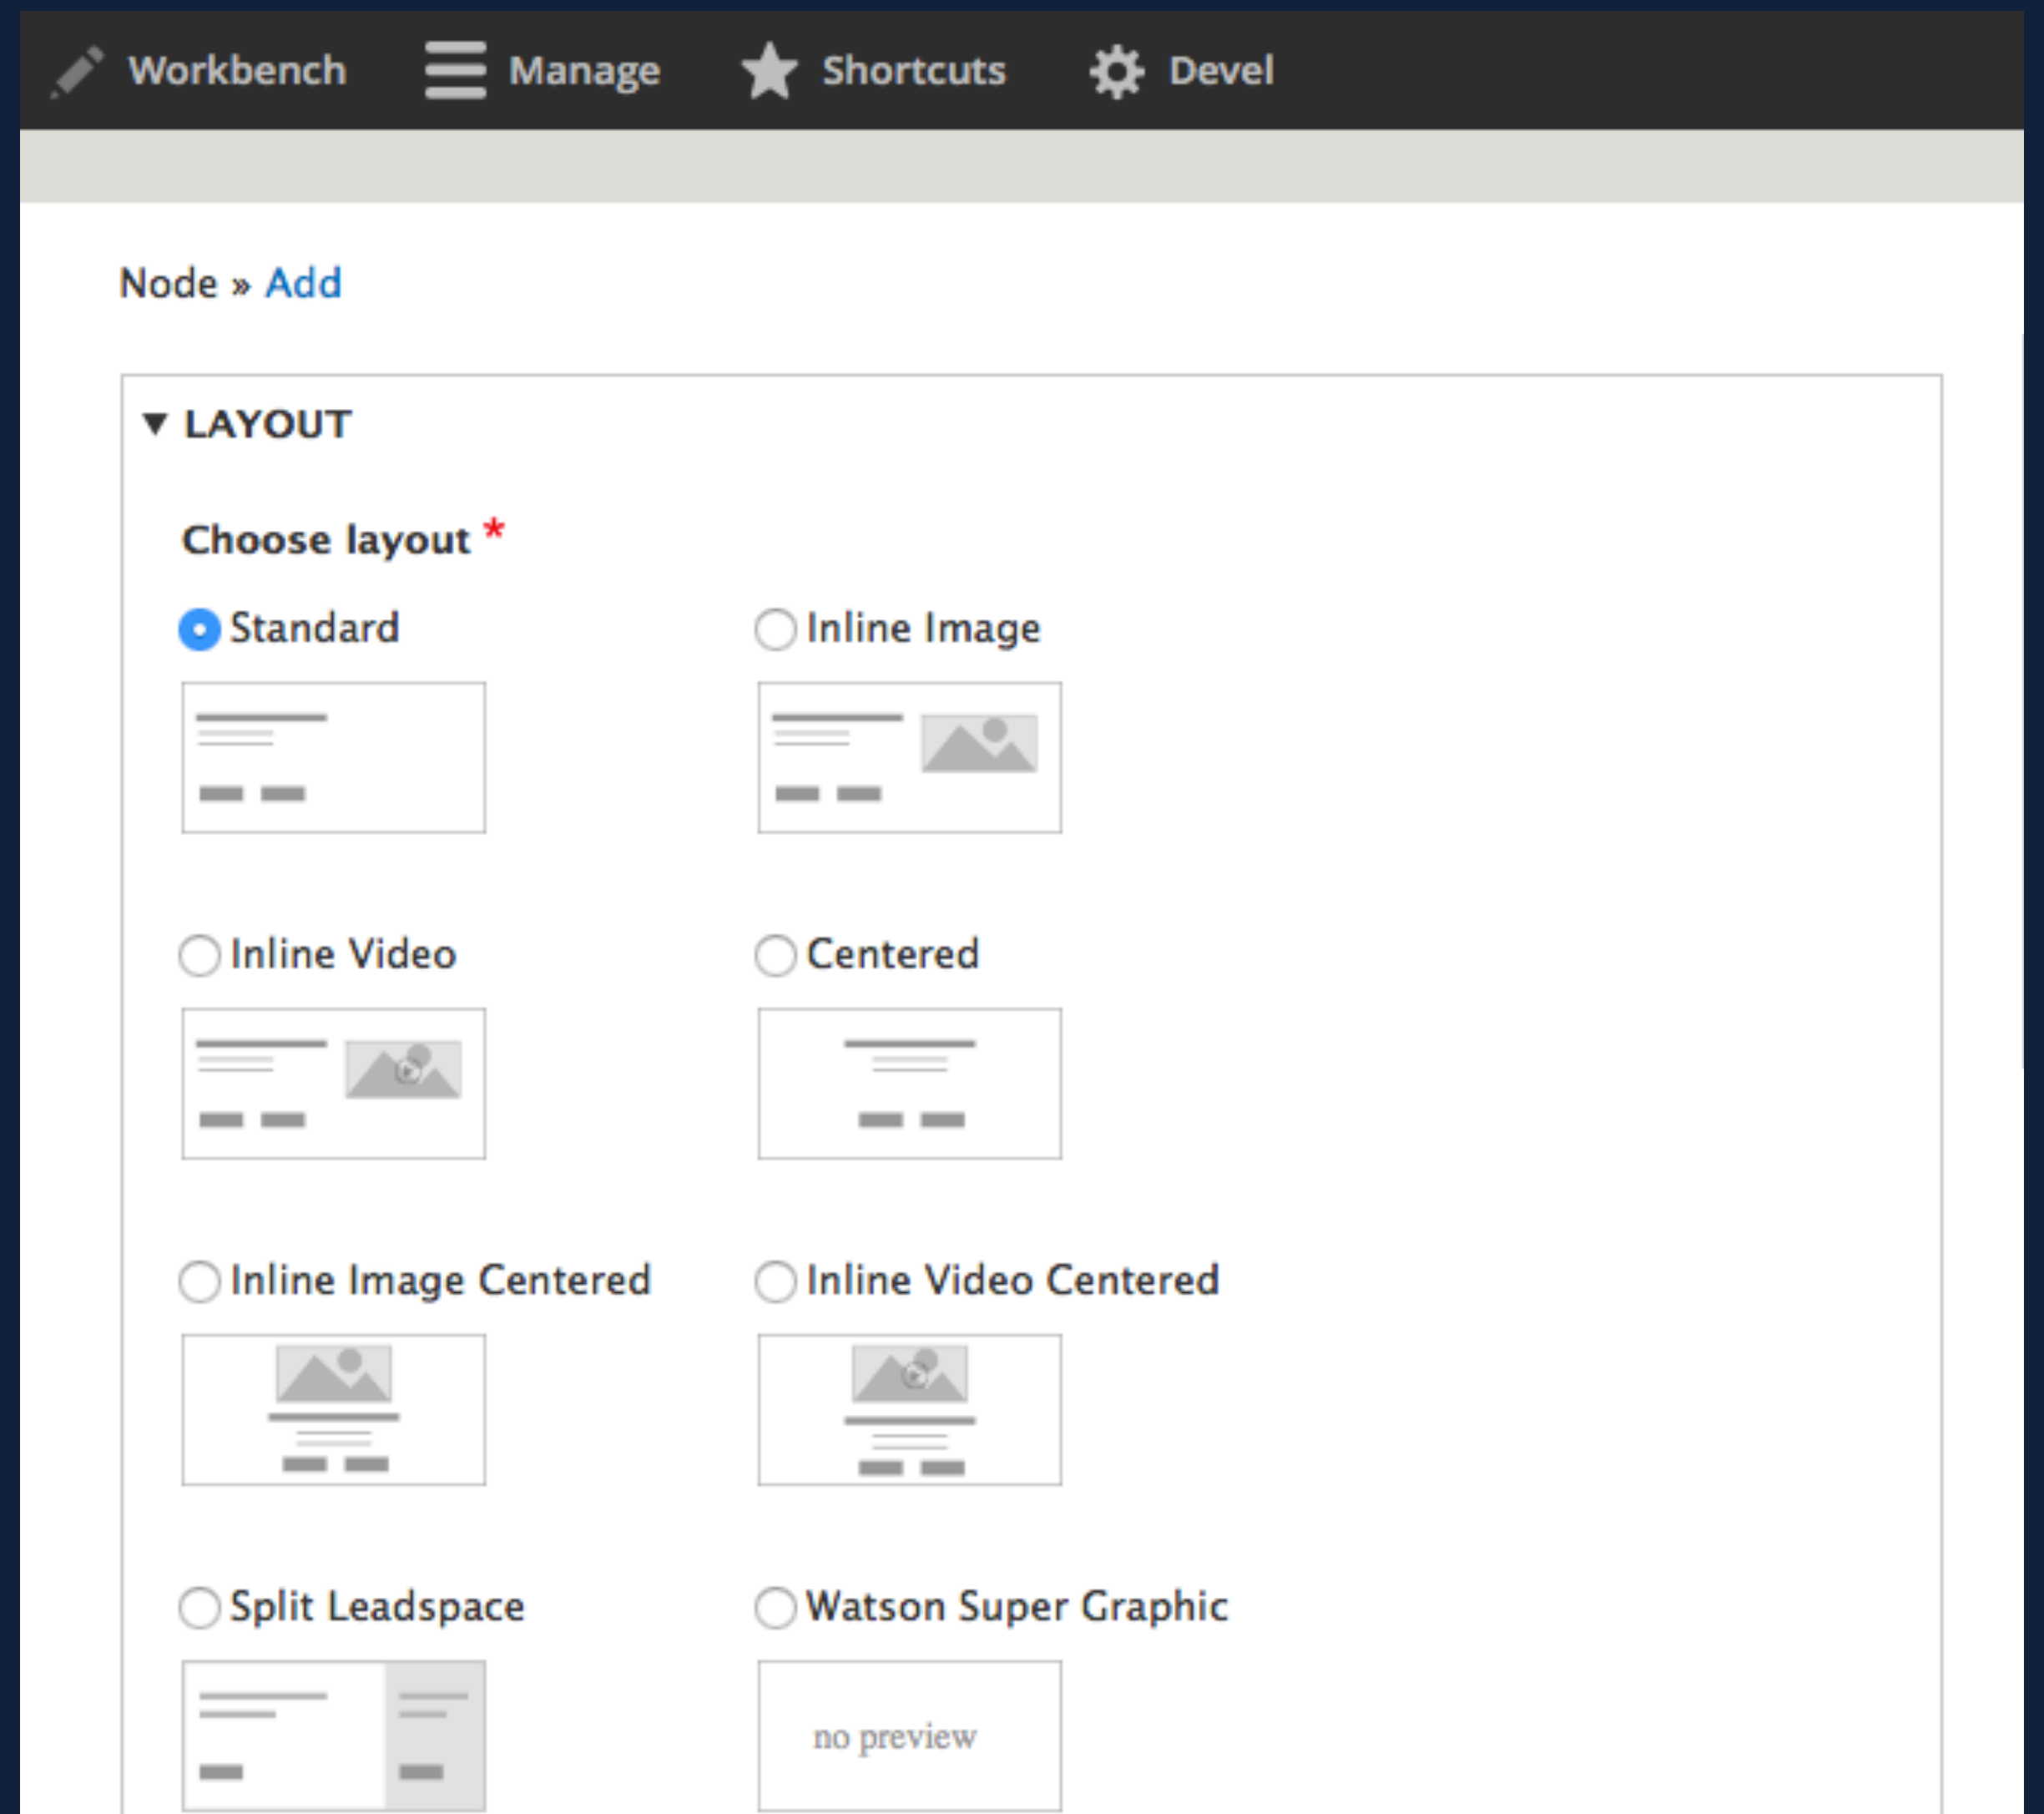 Workbench Manage Shortcuts Devel
Node » Add
▼ LAYOUT
Choose layout *
Standard Inline Image
Inline Video Centered
Inline Image Centered Inline Video Centered
Split Leadspace Watson Super Graphic
no preview